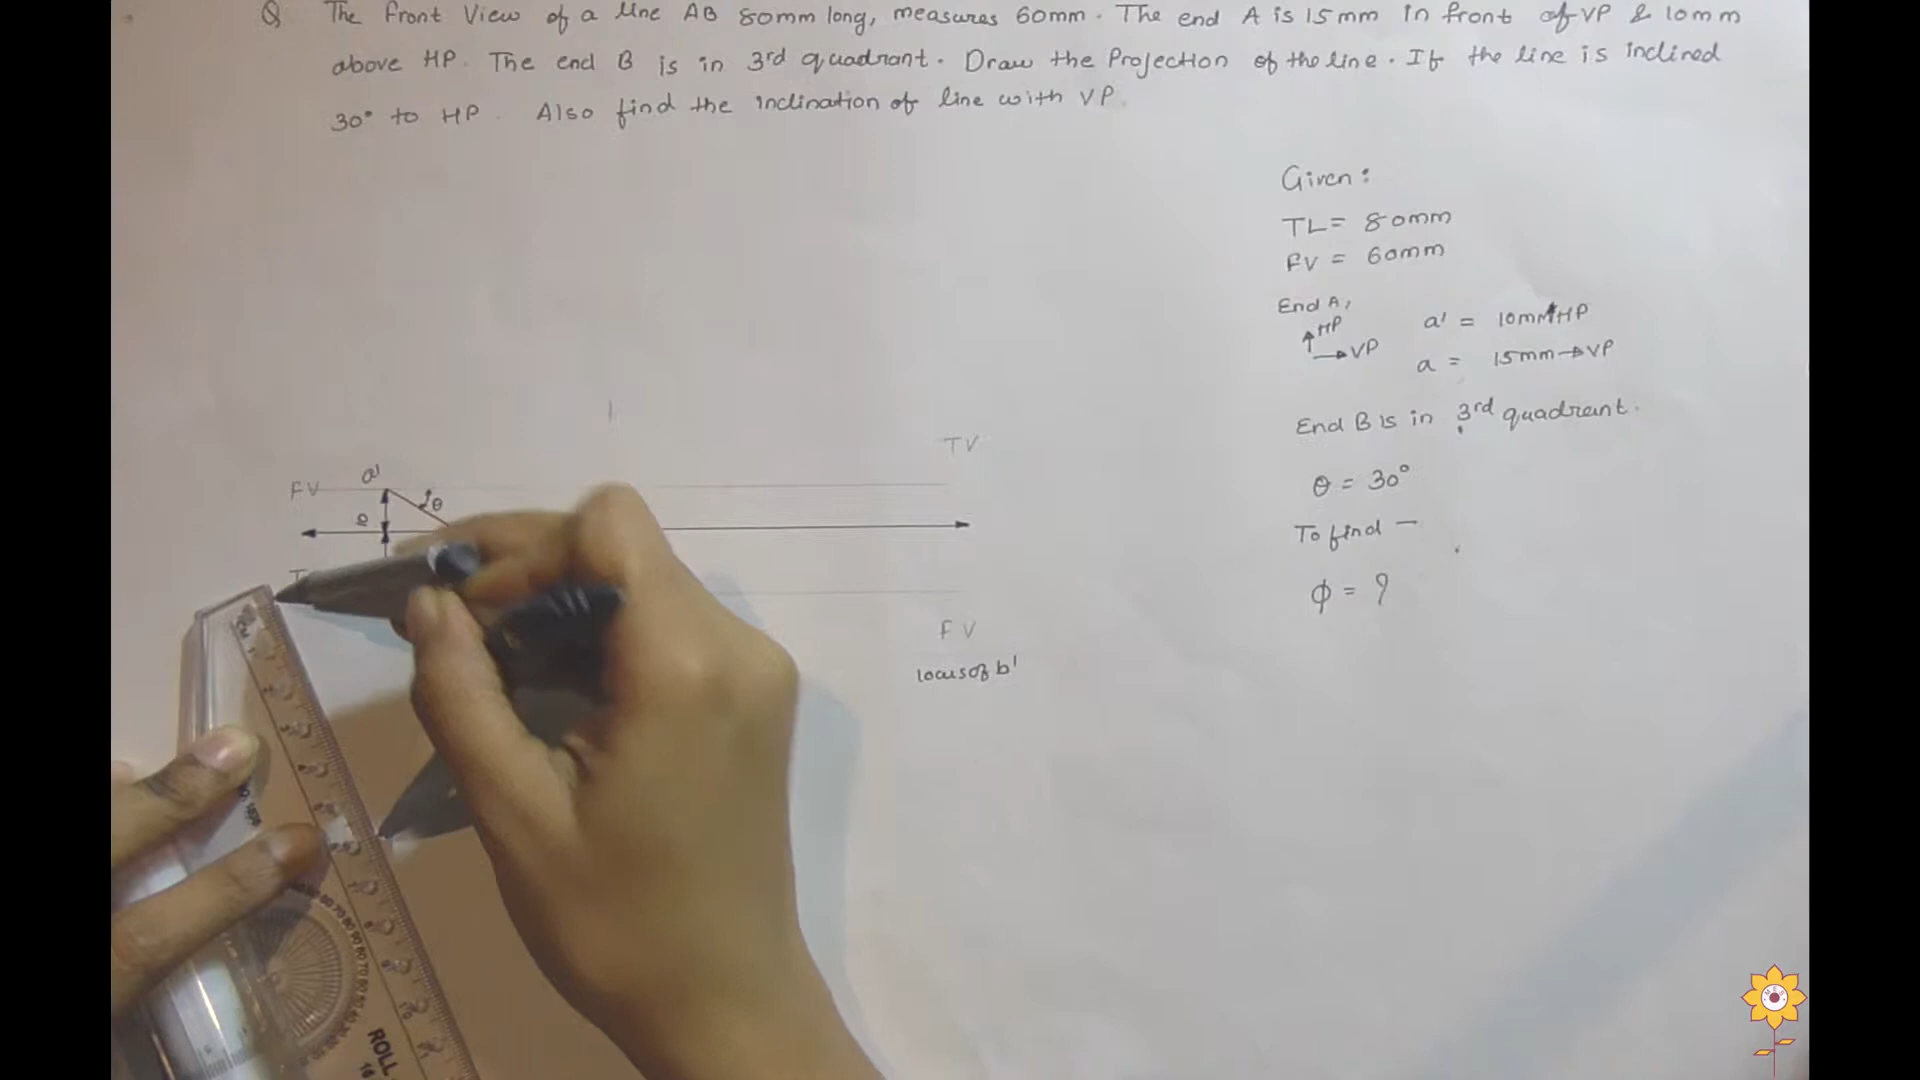 Q The Front View of a line AB 80mm long, measures 60mm. The end A is 15mm in front of VP & 10mm
above HP. The end B is in 3rd quadrant. Draw the Projection of the line. If the line is inclined
30° to HP. Also find the inclination of line with VP.
Given:
TL = 80mm
FV = 60mm
End A,
↑HP
→VP
a' = 10mm↑HP
a = 15mm→VP
End B is in 3rd quadrant.
θ = 30°
To find —
φ = ?
TV
FV a'
θ
T
FV
locus of b'
ROLL